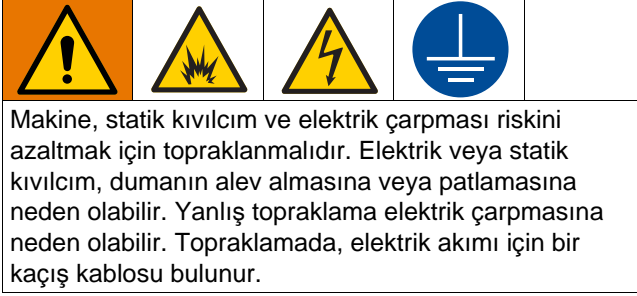 Makine, statik kıvılcım ve elektrik çarpması riskini
azaltmak için topraklanmalıdır. Elektrik veya statik
kıvılcım, dumanın alev almasına veya patlamasına
neden olabilir. Yanlış topraklama elektrik çarpmasına
neden olabilir. Topraklamada, elektrik akımı için bir
kaçış kablosu bulunur.